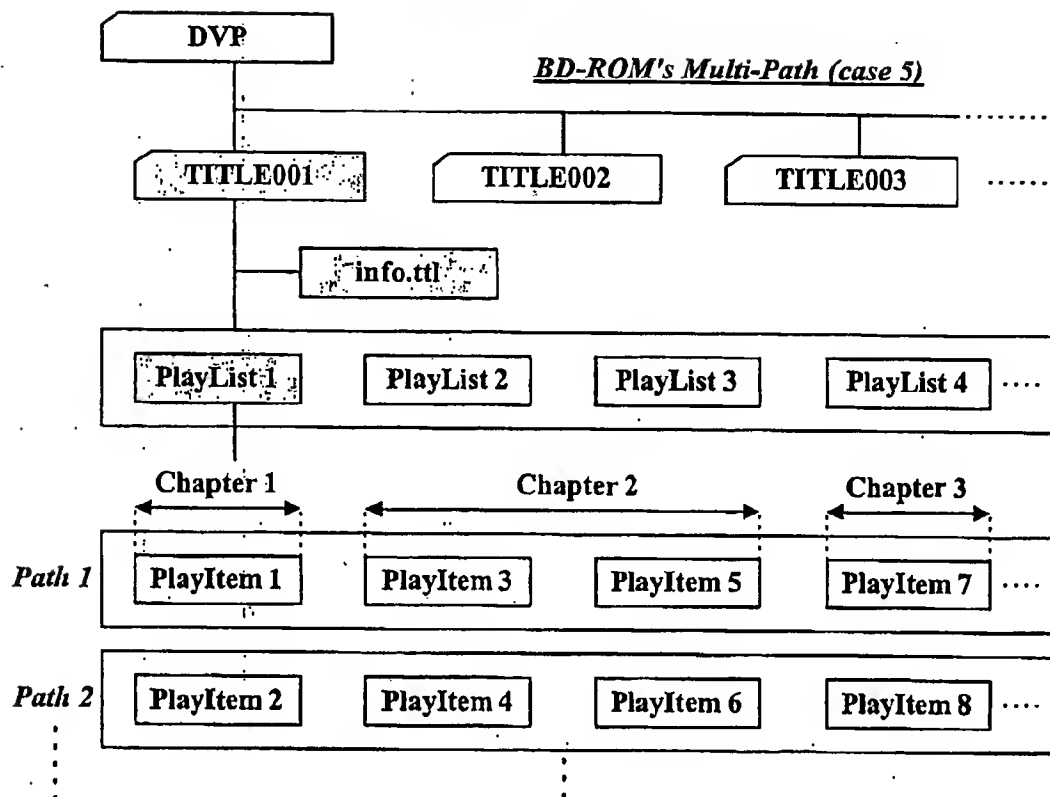 DVP
BD-ROM's Multi-Path (case 5)
TITLE001 TITLE002 TITLE003
info.ttl
PlayList 1 PlayList 2 PlayList 3 PlayList 4
Chapter 1 Chapter 2 Chapter 3
Path 1 PlayItem 1 PlayItem 3 PlayItem 5 PlayItem 7
Path 2 PlayItem 2 PlayItem 4 PlayItem 6 PlayItem 8